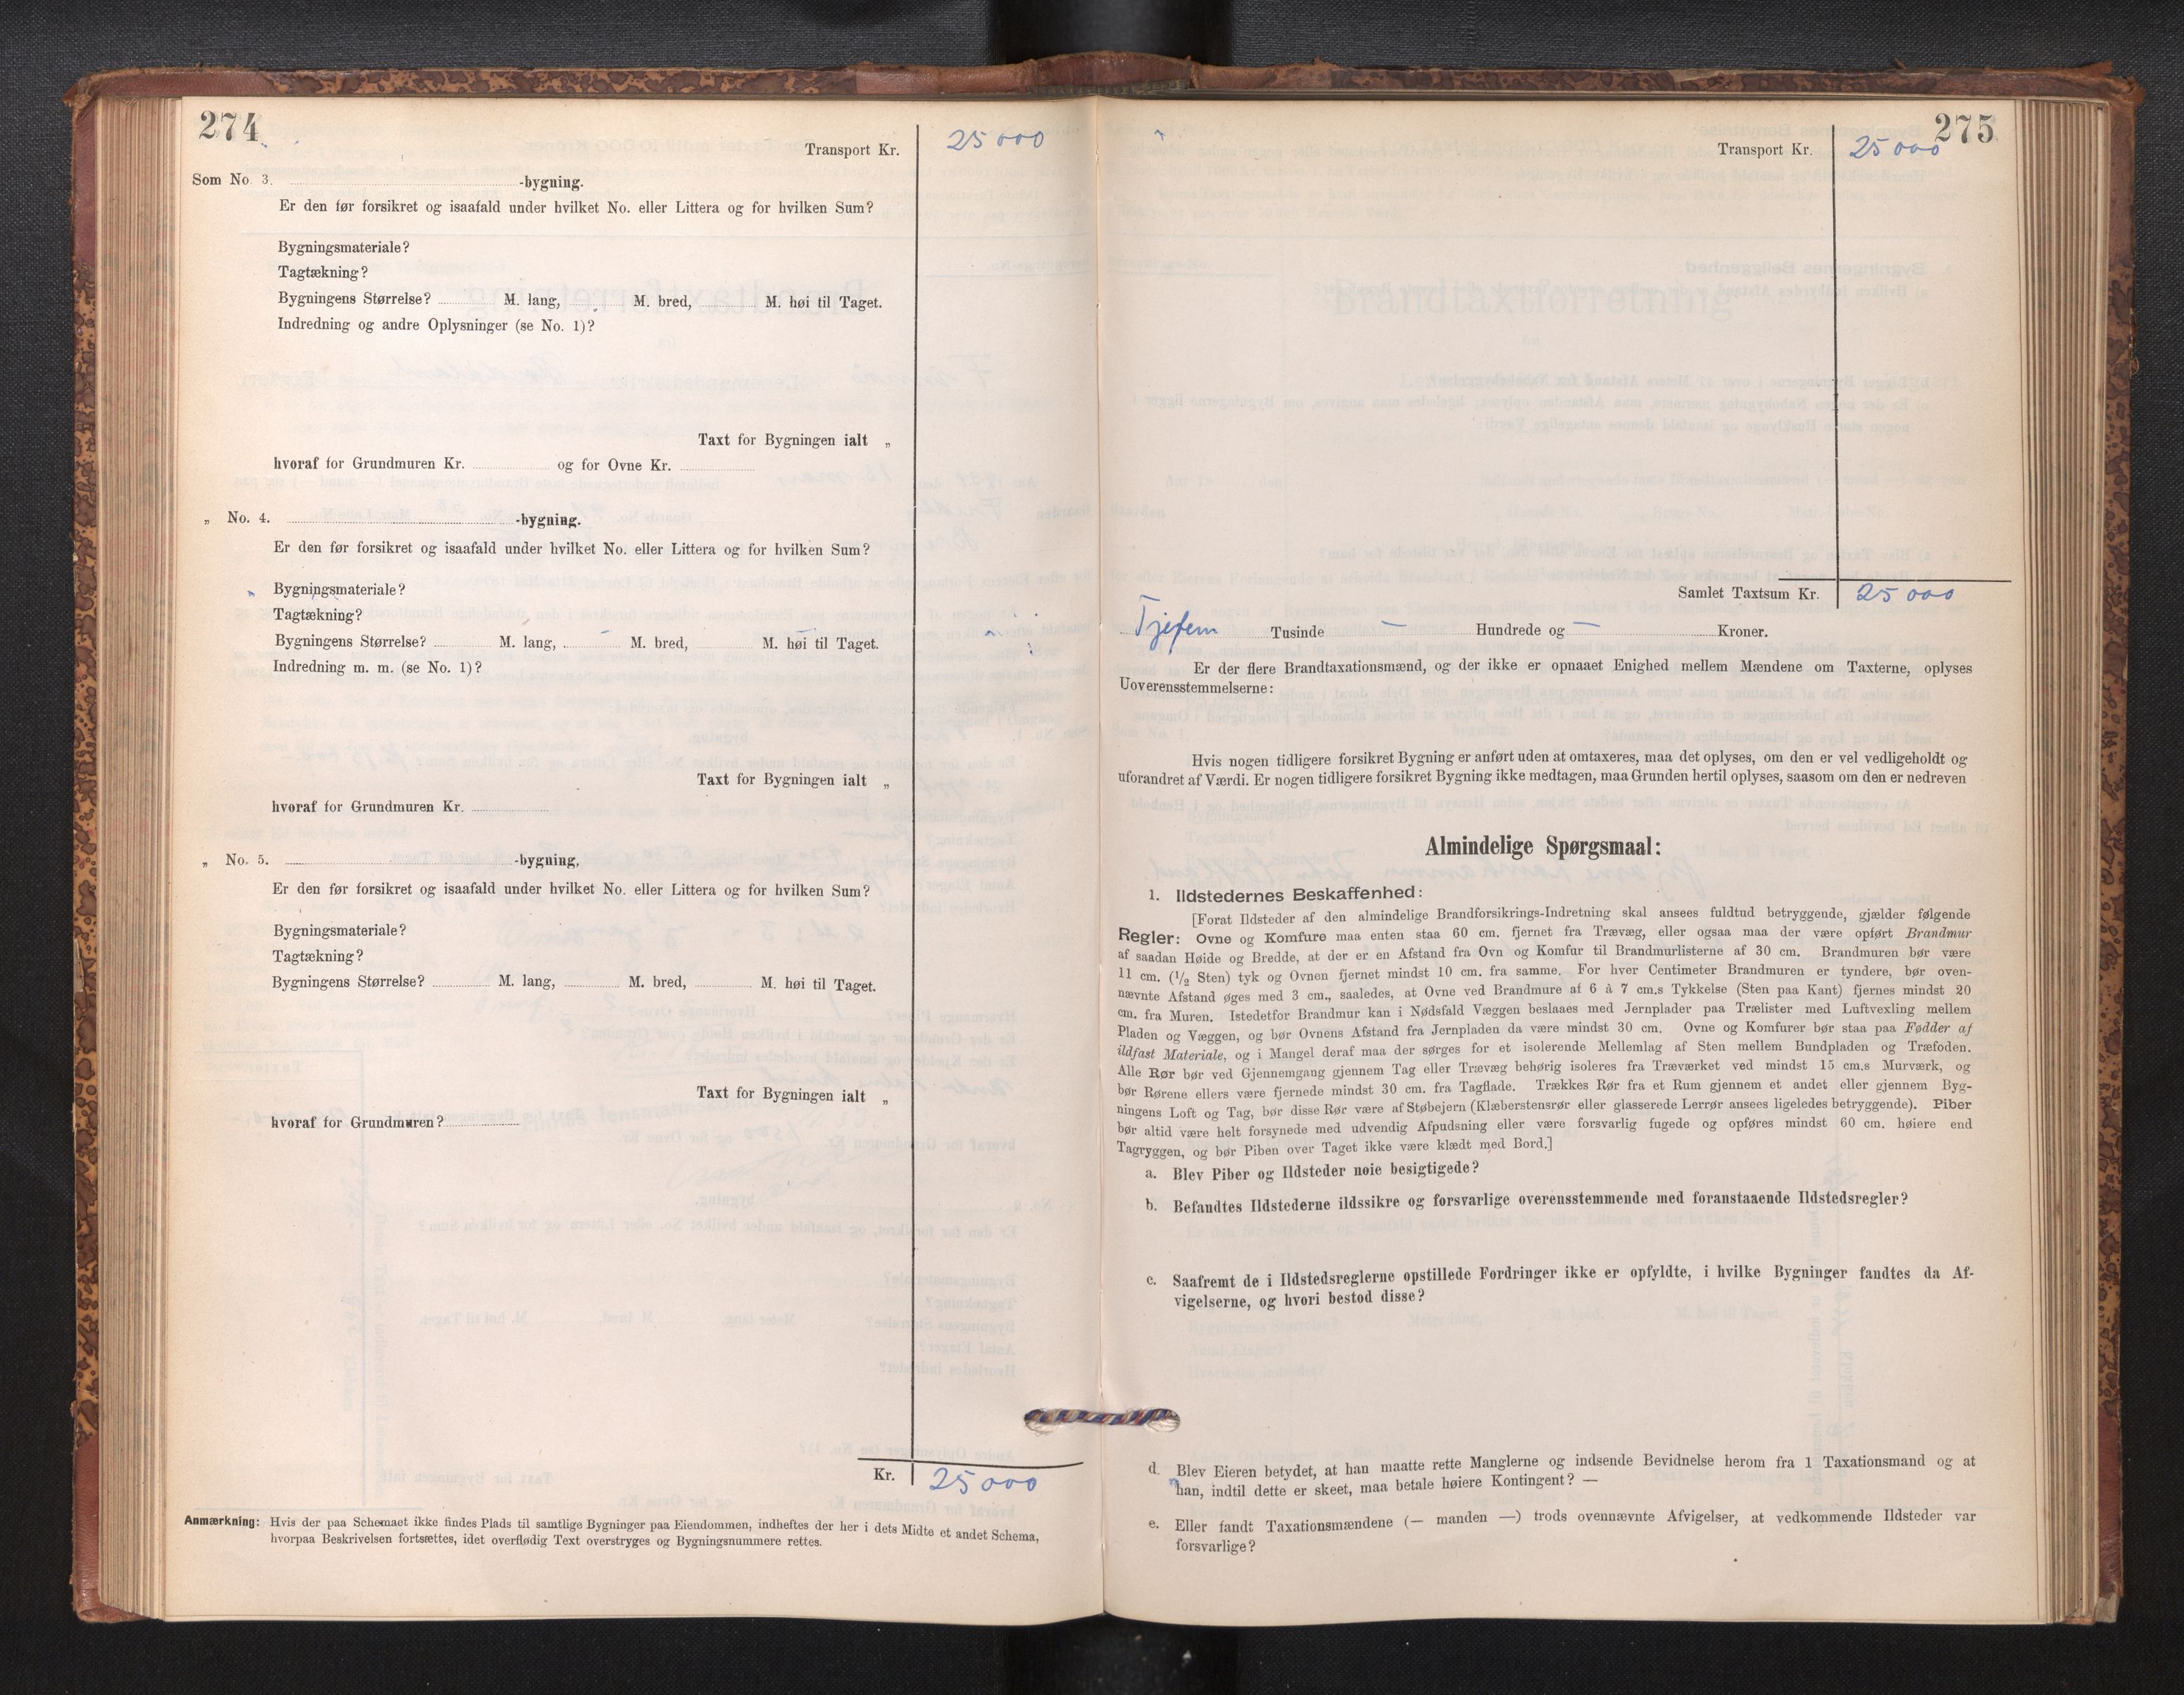 274
Transport Kr. 25 000
Som No. 3. -bygning.
Er den før forsikret og isaafald under hvilket No. eller Littera og for hvilken Sum?
Bygningsmateriale?
Tagtækning?
Bygningens Størrelse? M. lang, M. bred, M. høi til Taget.
Indredning og andre Oplysninger (se No. 1)?
Taxt for Bygningen ialt „
hvoraf for Grundmuren Kr. og for Ovne Kr.
„ No. 4. -bygning.
Er den før forsikret og isaafald under hvilket No. eller Littera og for hvilken Sum?
Bygningsmateriale?
Tagtækning?
Bygningens Størrelse? M. lang, — M. bred, — M. høi til Taget.
Indredning m. m. (se No. 1)?
Taxt for Bygningen ialt „
hvoraf for Grundmuren Kr.
„ No. 5. -bygning,
Er den før forsikret og isaafald under hvilket No. eller Littera og for hvilken Sum?
Bygningsmateriale?
Tagtækning?
Bygningens Størrelse? M. lang, M. bred, M. høi til Taget.
Taxt for Bygningen ialt „
hvoraf for Grundmuren?
Kr. 25 000
Anmærkning: Hvis der paa Schemaet ikke findes Plads til samtlige Bygninger paa Eiendommen, indheftes der her i dets Midte et andet Schema,
hvorpaa Beskrivelsen fortsættes, idet overflødig Text overstryges og Bygningsnummere rettes.
275
Transport Kr. 25 000
Samlet Taxtsum Kr. 25 000
Tjefem Tusinde — Hundrede og — Kroner.
Er der flere Brandtaxationsmænd, og der ikke er opnaaet Enighed mellem Mændene om Taxterne, oplyses
Uoverensstemmelserne:
Hvis nogen tidligere forsikret Bygning er anført uden at omtaxeres, maa det oplyses, om den er vel vedligeholdt og
uforandret af Værdi. Er nogen tidligere forsikret Bygning ikke medtagen, maa Grunden hertil oplyses, saasom om den er nedreven
Almindelige Spørgsmaal:
1. Ildstedernes Beskaffenhed:
[Forat Ildsteder af den almindelige Brandforsikrings-Indretning skal ansees fuldtud betryggende, gjælder følgende
Regler: Ovne og Komfure maa enten staa 60 cm. fjernet fra Trævæg, eller ogsaa maa der være opført Brandmur
af saadan Høide og Bredde, at der er en Afstand fra Ovn og Komfur til Brandmurlisterne af 30 cm. Brandmuren bør være
11 cm. (1/2 Sten) tyk og Ovnen fjernet mindst 10 cm. fra samme. For hver Centimeter Brandmuren er tyndere, bør oven-
nævnte Afstand øges med 3 cm., saaledes, at Ovne ved Brandmure af 6 à 7 cm.s Tykkelse (Sten paa Kant) fjernes mindst 20
cm. fra Muren. Istedetfor Brandmur kan i Nødsfald Væggen beslaaes med Jernplader paa Trælister med Luftvexling mellem
Pladen og Væggen, og bør Ovnens Afstand fra Jernpladen da være mindst 30 cm. Ovne og Komfurer bør staa paa Fødder af
ildfast Materiale, og i Mangel deraf maa der sørges for et isolerende Mellemlag af Sten mellem Bundpladen og Træfoden.
Alle Rør bør ved Gjennemgang gjennem Tag eller Trævæg behørig isoleres fra Træværket ved mindst 15 cm.s Murværk, og
bør Rørene ellers være fjernede mindst 30 cm. fra Tagflade. Trækkes Rør fra et Rum gjennem et andet eller gjennem Byg-
ningens Loft og Tag, bør disse Rør være af Støbejern (Klæberstensrør eller glasserede Lerrør ansees ligeledes betryggende). Piber
bør altid være helt forsynede med udvendig Afpudsning eller være forsvarlig fugede og opføres mindst 60 cm. høiere end
Tagryggen, og bør Piben over Taget ikke være klædt med Bord.]
a. Blev Piber og Ildsteder nøie besigtigede?
b. Befandtes Ildstederne ildssikre og forsvarlige overensstemmende med foranstaaende Ildstedsregler?
c. Saafremt de i Ildstedsreglerne opstillede Fordringer ikke er opfyldte, i hvilke Bygninger fandtes da Af-
vigelserne, og hvori bestod disse?
d. Blev Eieren betydet, at han maatte rette Manglerne og indsende Bevidnelse herom fra 1 Taxationsmand og at
han, indtil dette er skeet, maa betale høiere Kontingent? —
e. Eller fandt Taxationsmændene (— manden —) trods ovennævnte Afvigelser, at vedkommende Ildsteder var
forsvarlige?